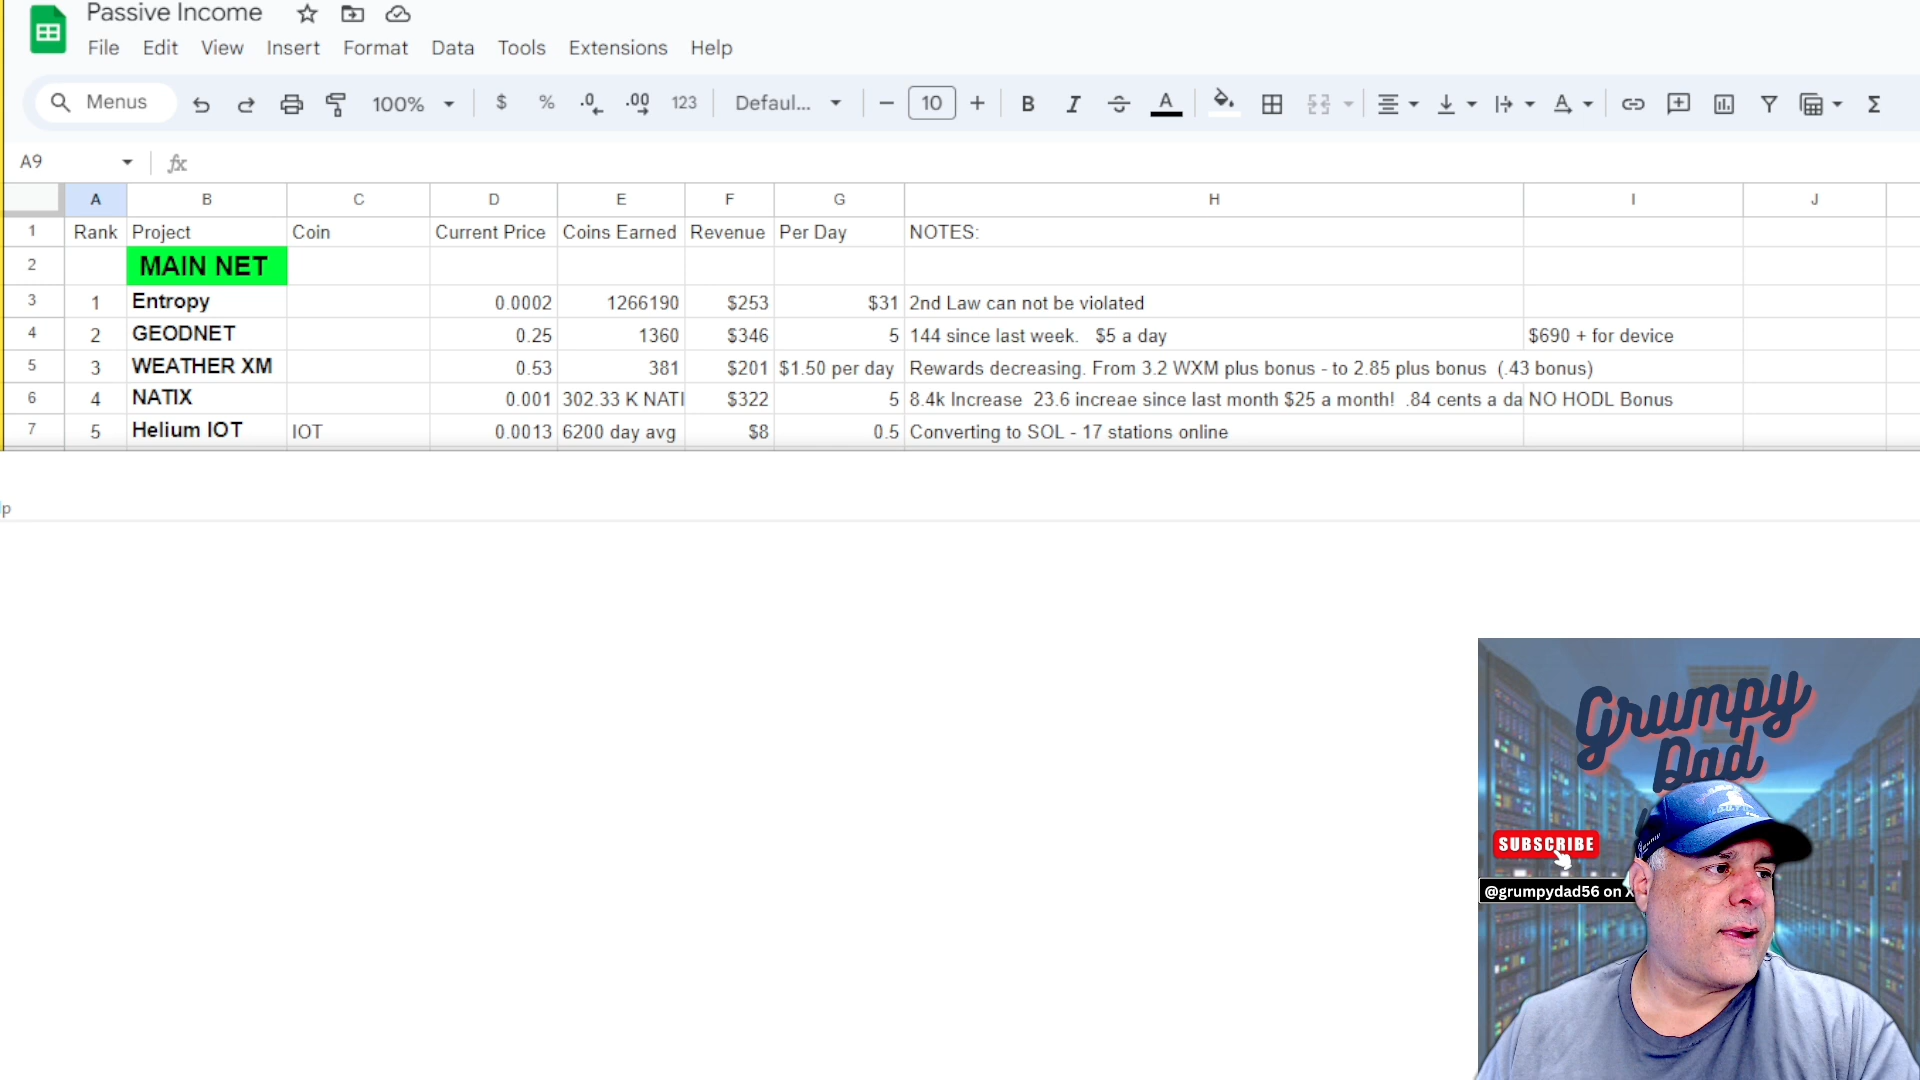 Passive Income
File Edit View Insert Format Data Tools Extensions Help
Menus 100% $ % .0 .00 123 Defaul... 10 B I A
A9 fx
A B C D E F G H I J
1 Rank Project Coin Current Price Coins Earned Revenue Per Day NOTES:
2 MAIN NET
3 1 Entropy 0.0002 1266190 $253 $31 2nd Law can not be violated
4 2 GEODNET 0.25 1360 $346 5 144 since last week. $5 a day $690 + for device
5 3 WEATHER XM 0.53 381 $201 $1.50 per day Rewards decreasing. From 3.2 WXM plus bonus - to 2.85 plus bonus (.43 bonus)
6 4 NATIX 0.001 302.33 K NATI $322 5 8.4k Increase 23.6 increae since last month $25 a month! .84 cents a da NO HODL Bonus
7 5 Helium IOT IOT 0.0013 6200 day avg $8 0.5 Converting to SOL - 17 stations online
lp
Grumpy
Dad
SUBSCRIBE
@grumpydad56 on X